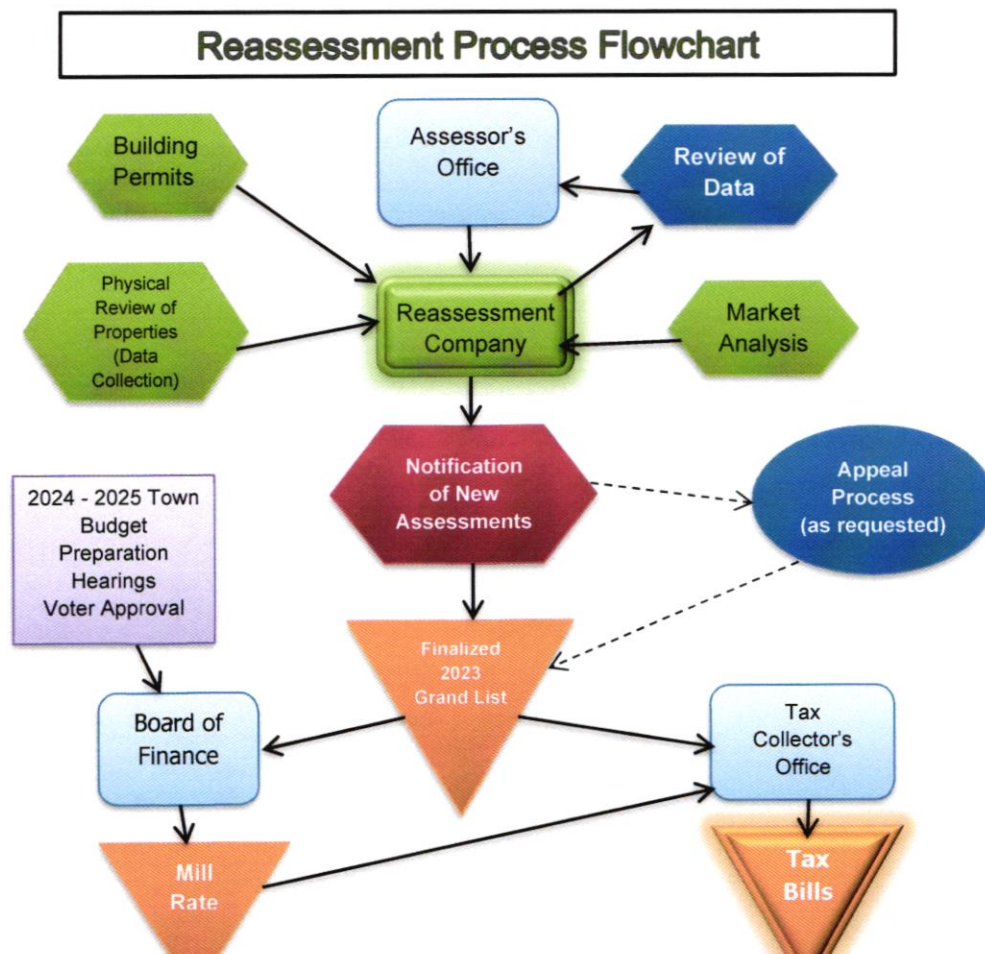 Reassessment Process Flowchart
Building
Permits
Assessor's
Office
Review of
Data
Physical
Review of
Properties
(Data
Collection)
Reassessment
Company
Market
Analysis
Notification
of New
Assessments
Appeal
Process
(as requested)
2024 - 2025 Town
Budget
Preparation
Hearings
Voter Approval
Finalized
2023
Grand List
Board of
Finance
Tax
Collector's
Office
Mill
Rate
Tax
Bills